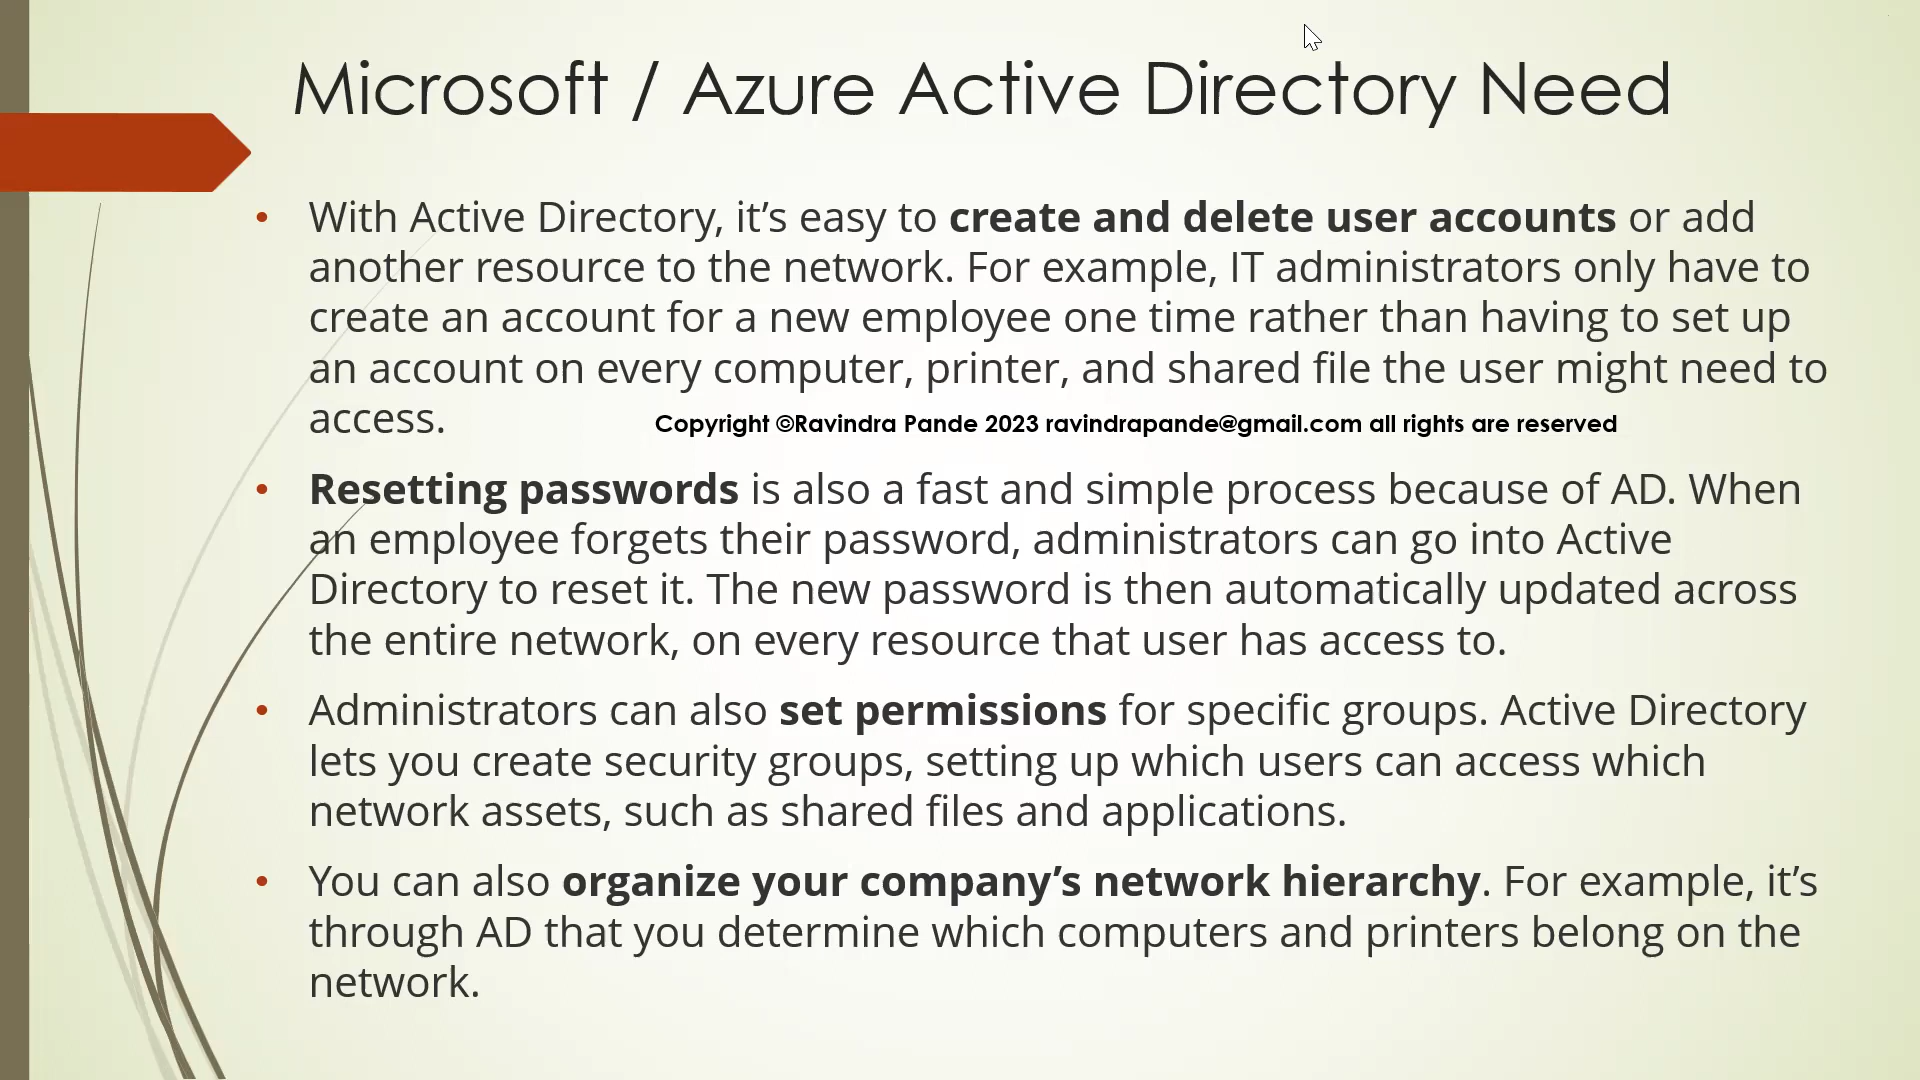 Microsoft / Azure Active Directory Need
• With Active Directory, it’s easy to create and delete user accounts or add
another resource to the network. For example, IT administrators only have to
create an account for a new employee one time rather than having to set up
an account on every computer, printer, and shared file the user might need to
access.
Copyright ©Ravindra Pande 2023 ravindrapande@gmail.com all rights are reserved
• Resetting passwords is also a fast and simple process because of AD. When
an employee forgets their password, administrators can go into Active
Directory to reset it. The new password is then automatically updated across
the entire network, on every resource that user has access to.
• Administrators can also set permissions for specific groups. Active Directory
lets you create security groups, setting up which users can access which
network assets, such as shared files and applications.
• You can also organize your company’s network hierarchy. For example, it’s
through AD that you determine which computers and printers belong on the
network.